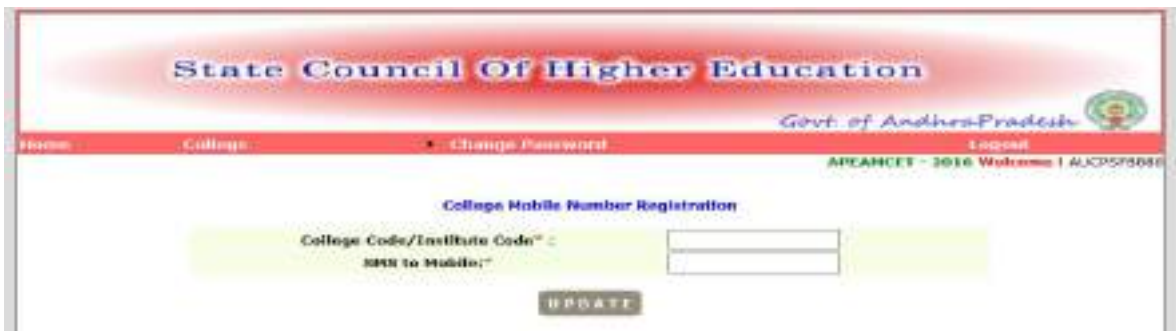 State Council Of Higher Education
Govt. of AndhraPradesh
Home College Change Password Logout
APEAMCET - 2016 Welcome !
College Mobile Number Registration
College Code/Institute Code* :
SMS to Mobile:*
UPDATE